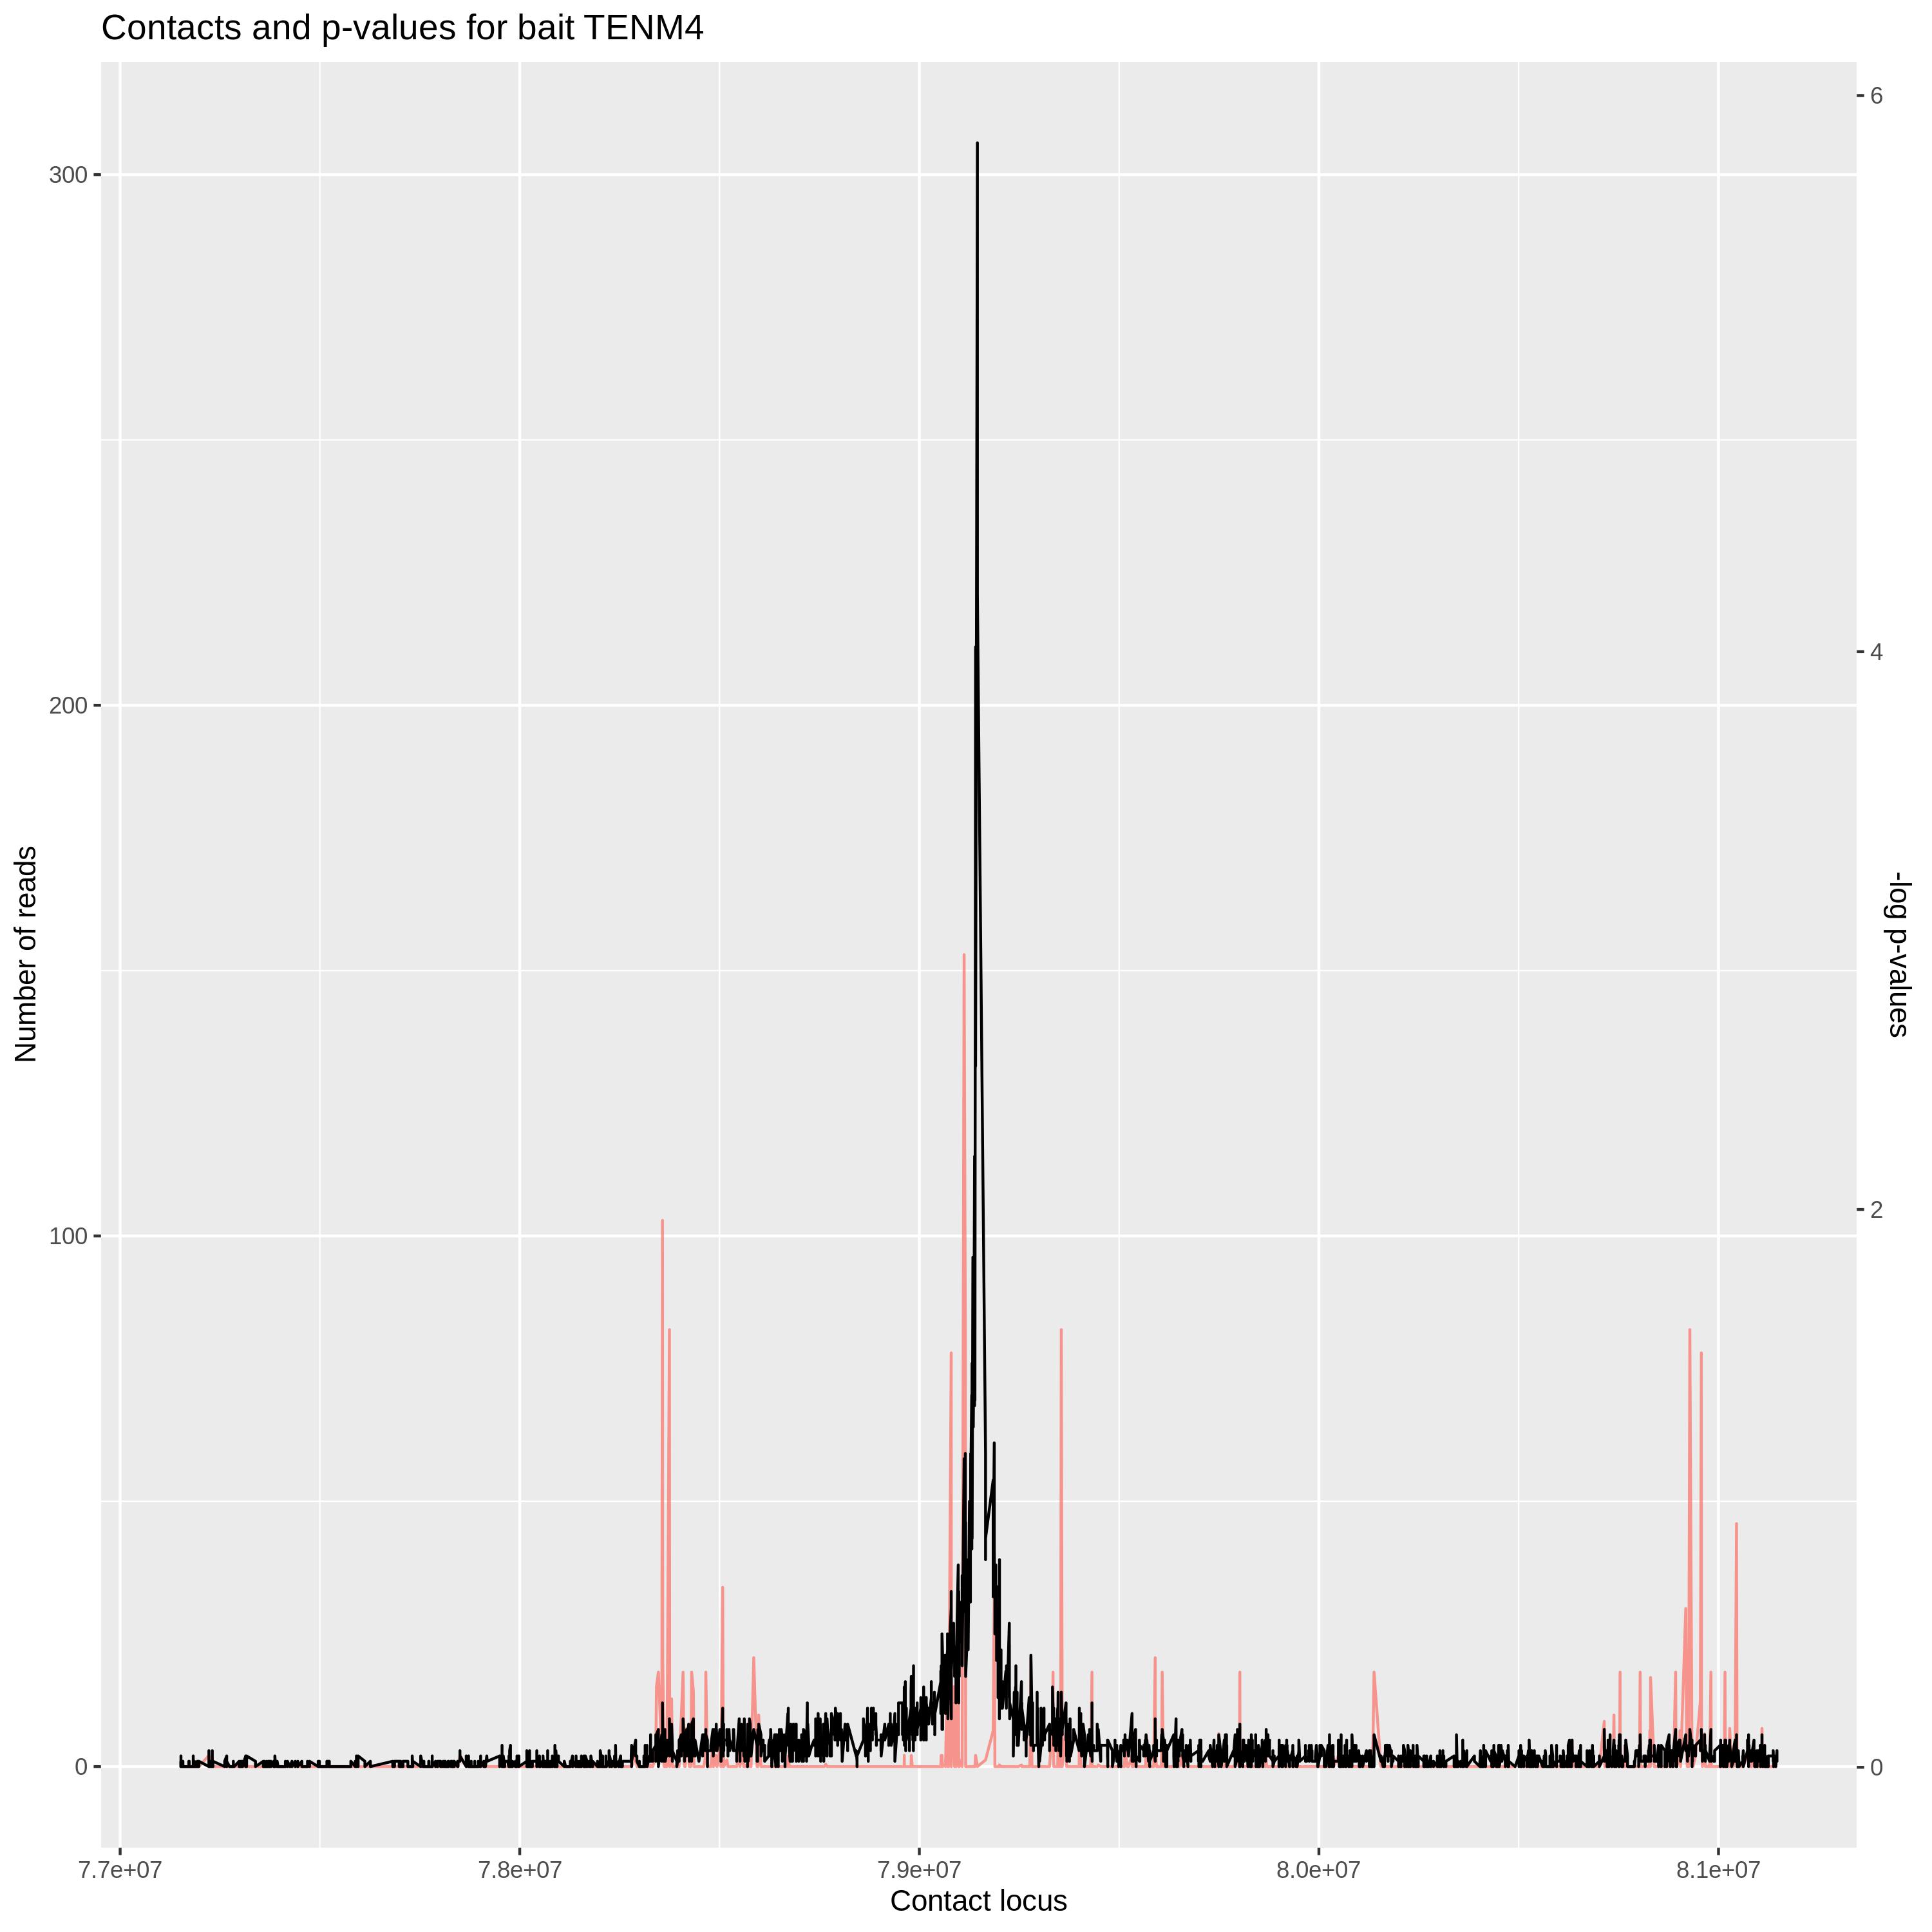 Contacts and p-values for bait TENM4
6
300
4
200
Number of reads
-log p-values
2
100
0
0
7.7e+07
7.8e+07
7.9e+07
8.0e+07
8.1e+07
Contact locus